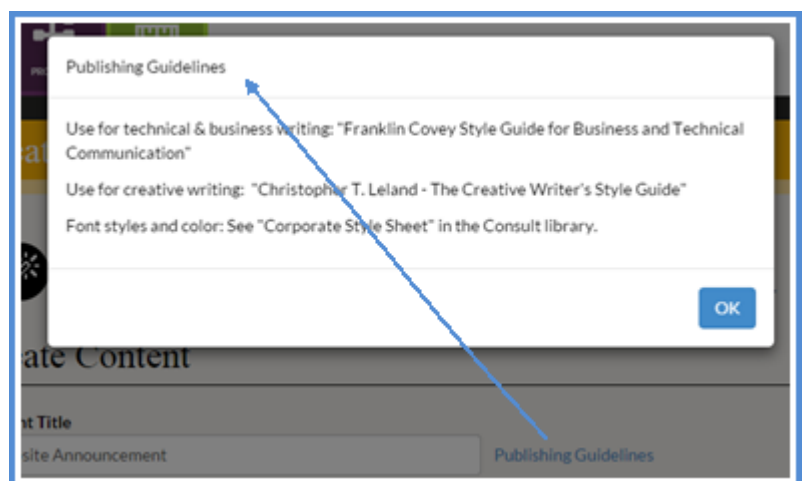 Publishing Guidelines
Use for technical & business writing: "Franklin Covey Style Guide for Business and Technical
Communication"
Use for creative writing:  "Christopher T. Leland - The Creative Writer's Style Guide"
Font styles and color: See "Corporate Style Sheet" in the Consult library.
OK
ate Content
nt Title
site Announcement
Publishing Guidelines